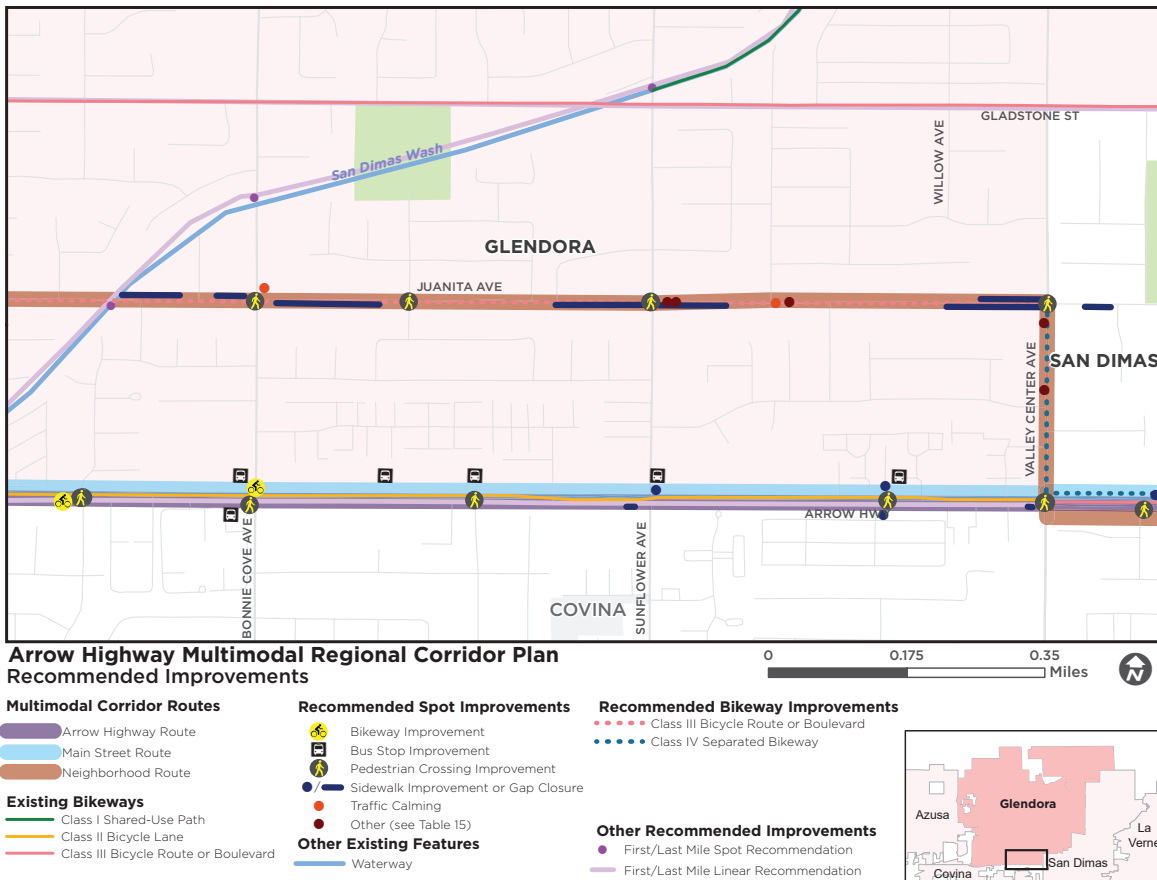 GLADSTONE ST
WILLOW AVE
San Dimas Wash
GLENDORA
JUANITA AVE
VALLEY CENTER AVE
SAN DIMAS
ARROW HW
BONNIE COVE AVE
SUNFLOWER AVE
COVINA
Arrow Highway Multimodal Regional Corridor Plan
Recommended Improvements
0 0.175 0.35
Miles
N
Multimodal Corridor Routes
Arrow Highway Route
Main Street Route
Neighborhood Route
Existing Bikeways
Class I Shared-Use Path
Class II Bicycle Lane
Class III Bicycle Route or Boulevard
Recommended Spot Improvements
Bikeway Improvement
Bus Stop Improvement
Pedestrian Crossing Improvement
/ Sidewalk Improvement or Gap Closure
Traffic Calming
Other (see Table 15)
Other Existing Features
Waterway
Recommended Bikeway Improvements
Class III Bicycle Route or Boulevard
Class IV Separated Bikeway
Other Recommended Improvements
First/Last Mile Spot Recommendation
First/Last Mile Linear Recommendation
Glendora
Azusa
La
Verne
San Dimas
Covina